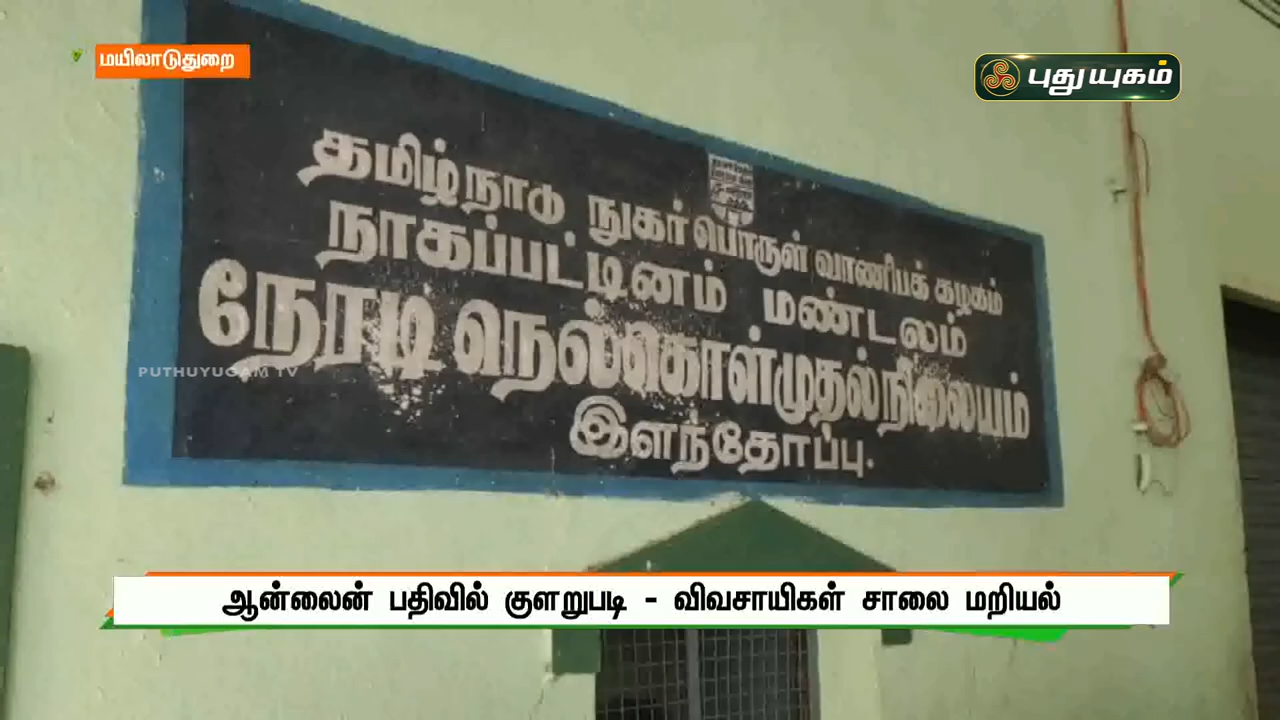 மயிலாடுதுறை
புதுயுகம்
தமிழ்நாடு நுகர் பொருள் வாணிபக் கழகம்
நாகப்பட்டினம் மண்டலம்
நேரடி நெல்கொள்முதல்நிலையம்
இளந்தோப்பு.
PUTHUYUGAM TV
ஆன்லைன் பதிவில் குளறுபடி - விவசாயிகள் சாலை மறியல்